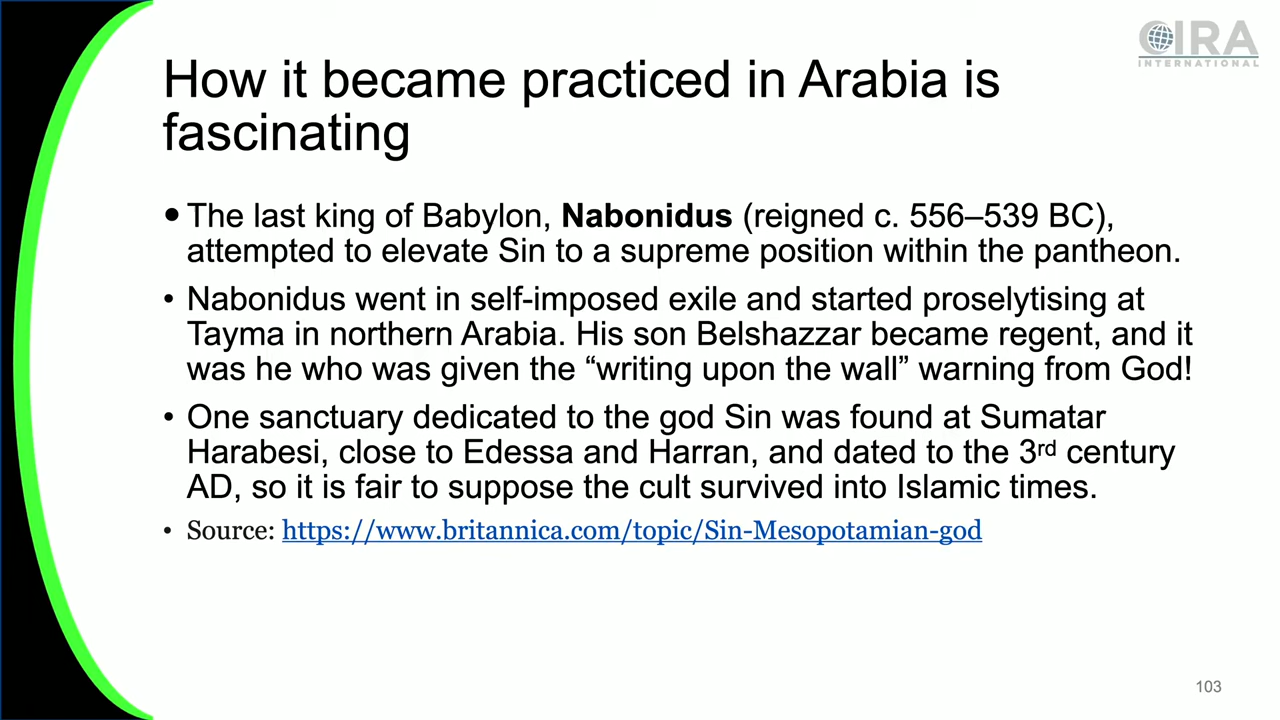 CIRA
INTERNATIONAL
How it became practiced in Arabia is
fascinating
• The last king of Babylon, Nabonidus (reigned c. 556–539 BC),
attempted to elevate Sin to a supreme position within the pantheon.
• Nabonidus went in self-imposed exile and started proselytising at
Tayma in northern Arabia. His son Belshazzar became regent, and it
was he who was given the “writing upon the wall” warning from God!
• One sanctuary dedicated to the god Sin was found at Sumatar
Harabesi, close to Edessa and Harran, and dated to the 3rd century
AD, so it is fair to suppose the cult survived into Islamic times.
• Source: https://www.britannica.com/topic/Sin-Mesopotamian-god
103